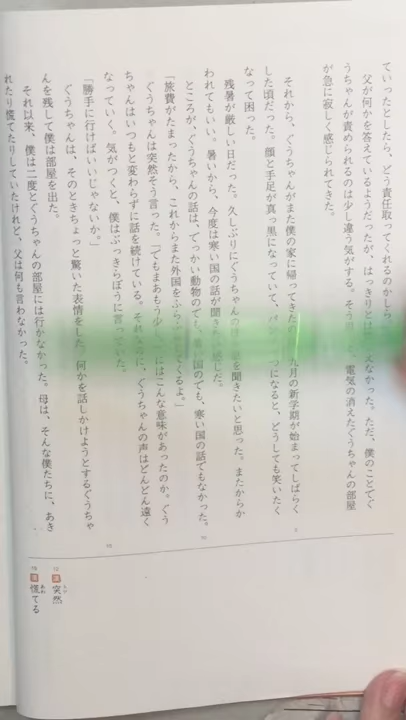 ていったとしたら、どう責任取ってくれるのかしら
父が何かを答えているようだったが、はっきりとは えなかった。ただ、僕のことでぐ
うちゃんが責められるのは少し違う気がする。そう 電気の消えたぐうちゃんの部屋
が急に寂しく感じられてきた。
それから、ぐうちゃんがまた僕の家に帰ってきた 九月の新学期が始まってしばらく
した頃だった。顔と手足が真っ黒になっていて、パ つになると、どうしても笑いたく
なって困った。
残暑が厳しい日だった。久しぶりにぐうちゃんの を聞きたいと思った。またからか
われてもいい。暑いから、今度は寒い国の話が聞き 感じだ。
ところが、ぐうちゃんの話は、でっかい動物のでも、 国のでも、寒い国の話でもなかった。
「旅費がたまったから、これからまた外国をふら くるよ。」
ぐうちゃんは突然そう言った。「でもまあもう少 にはこんな意味があったのか。ぐう
ちゃんはいつもと変わらずに話を続けている。それ のに、ぐうちゃんの声はどんどん遠く
なっていく。気がつくと、僕はぶっきらぼうに言っていた。
「勝手に行けばいいじゃないか。」
ぐうちゃんは、そのときちょっと驚いた表情をした。何かを話しかけようとするぐうちゃ
んを残して僕は部屋を出た。
それ以来、僕は二度とぐうちゃんの部屋には行かなかった。母は、そんな僕たちに、あき
れたり慌てたりしていたけれど、父は何も言わなかった。
5
10
15
12 漢 突然
19 漢 慌てる